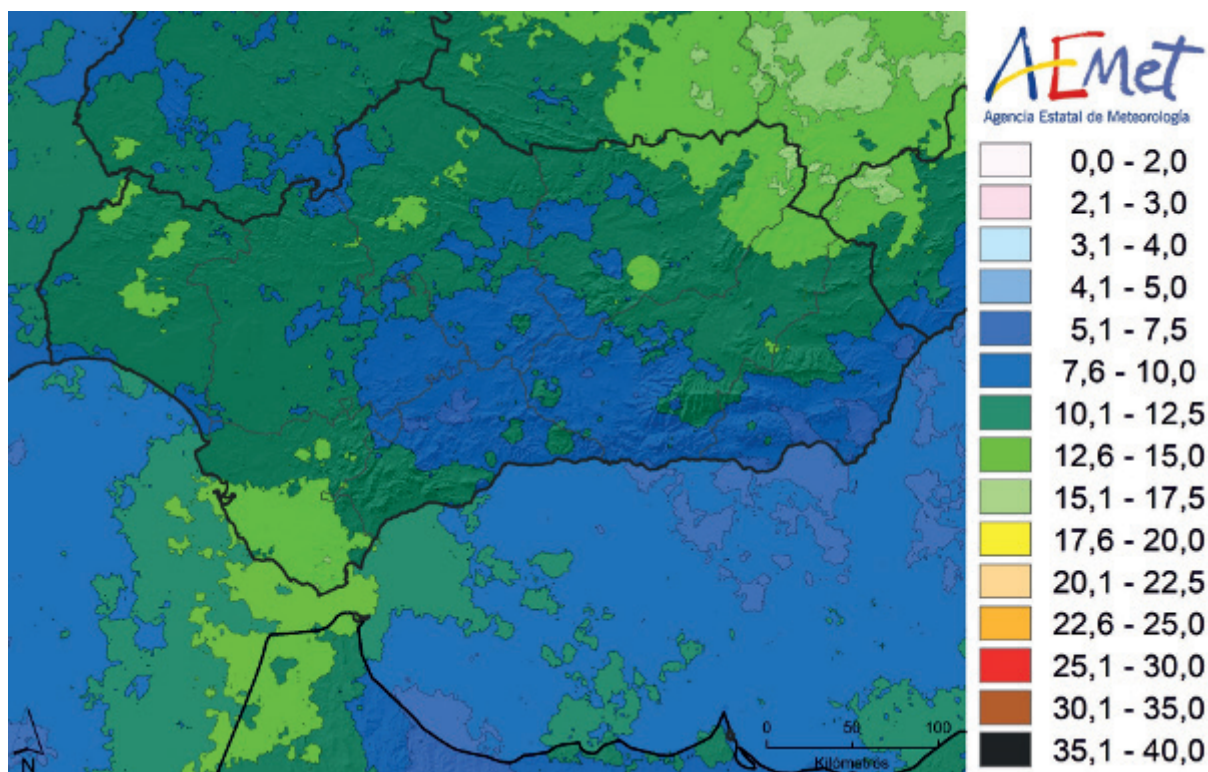 AEMet
Agencia Estatal de Meteorología
0,0 - 2,0
2,1 - 3,0
3,1 - 4,0
4,1 - 5,0
5,1 - 7,5
7,6 - 10,0
10,1 - 12,5
12,6 - 15,0
15,1 - 17,5
17,6 - 20,0
20,1 - 22,5
22,6 - 25,0
25,1 - 30,0
30,1 - 35,0
35,1 - 40,0
0 50 100
Kilómetros
N